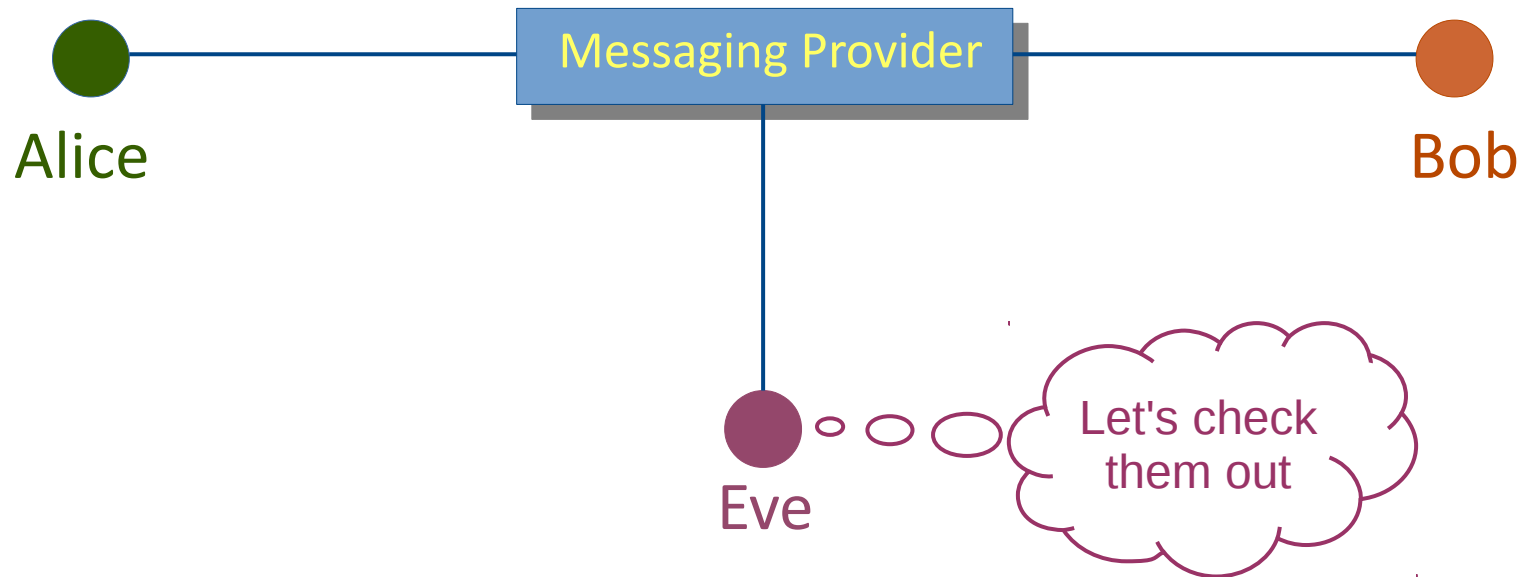 Messaging Provider
Alice
Bob
Let's check
them out
Eve